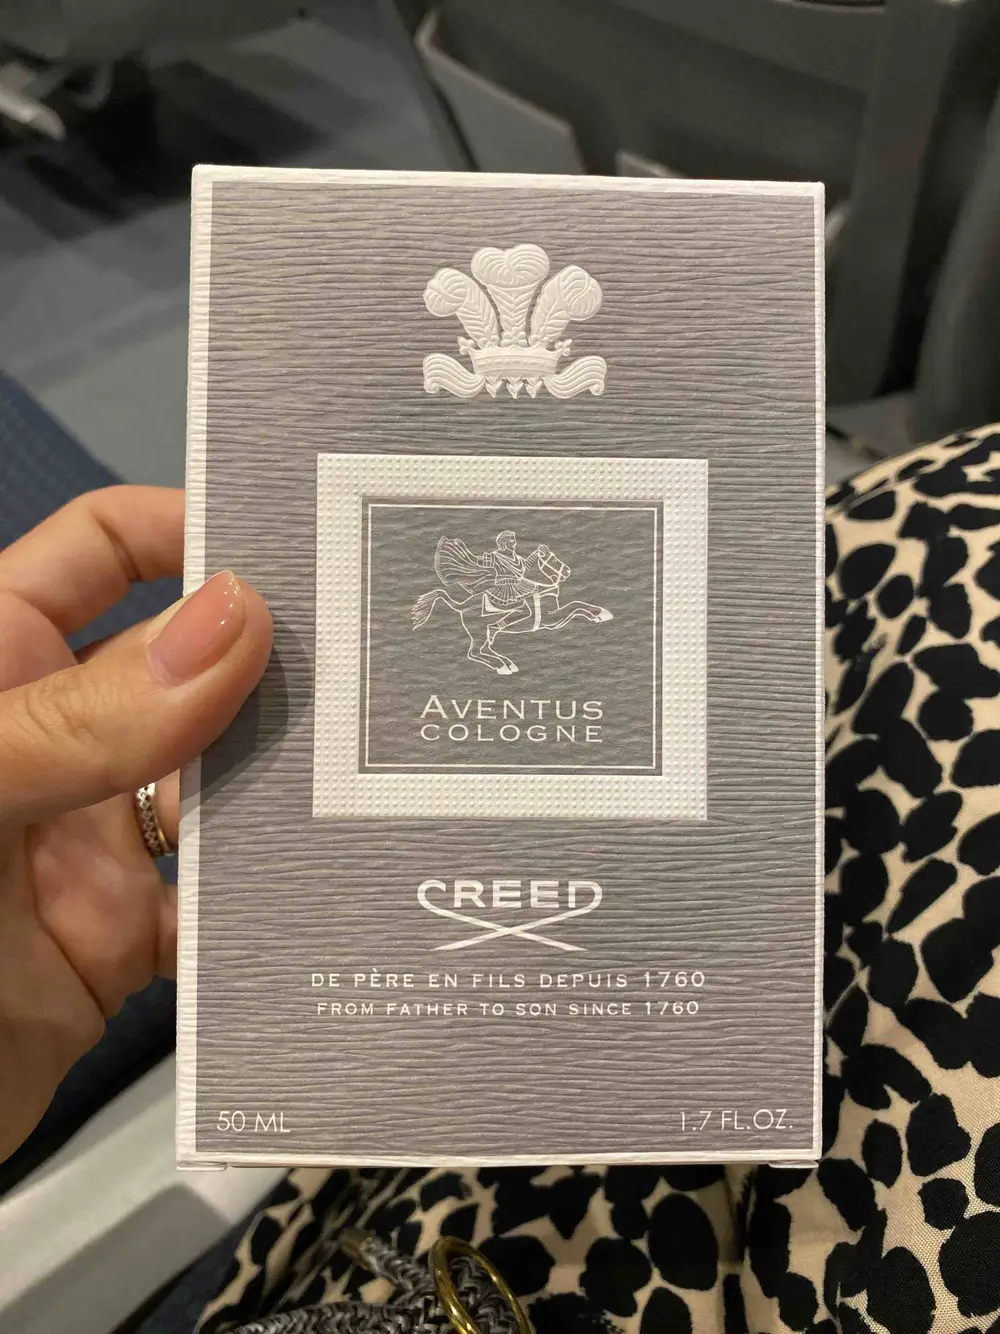 AVENTUS
COLOGNE
CREED
DE PÈRE EN FILS DEPUIS 1760
FROM FATHER TO SON SINCE 1760
50 ML
1.7 FL.OZ.